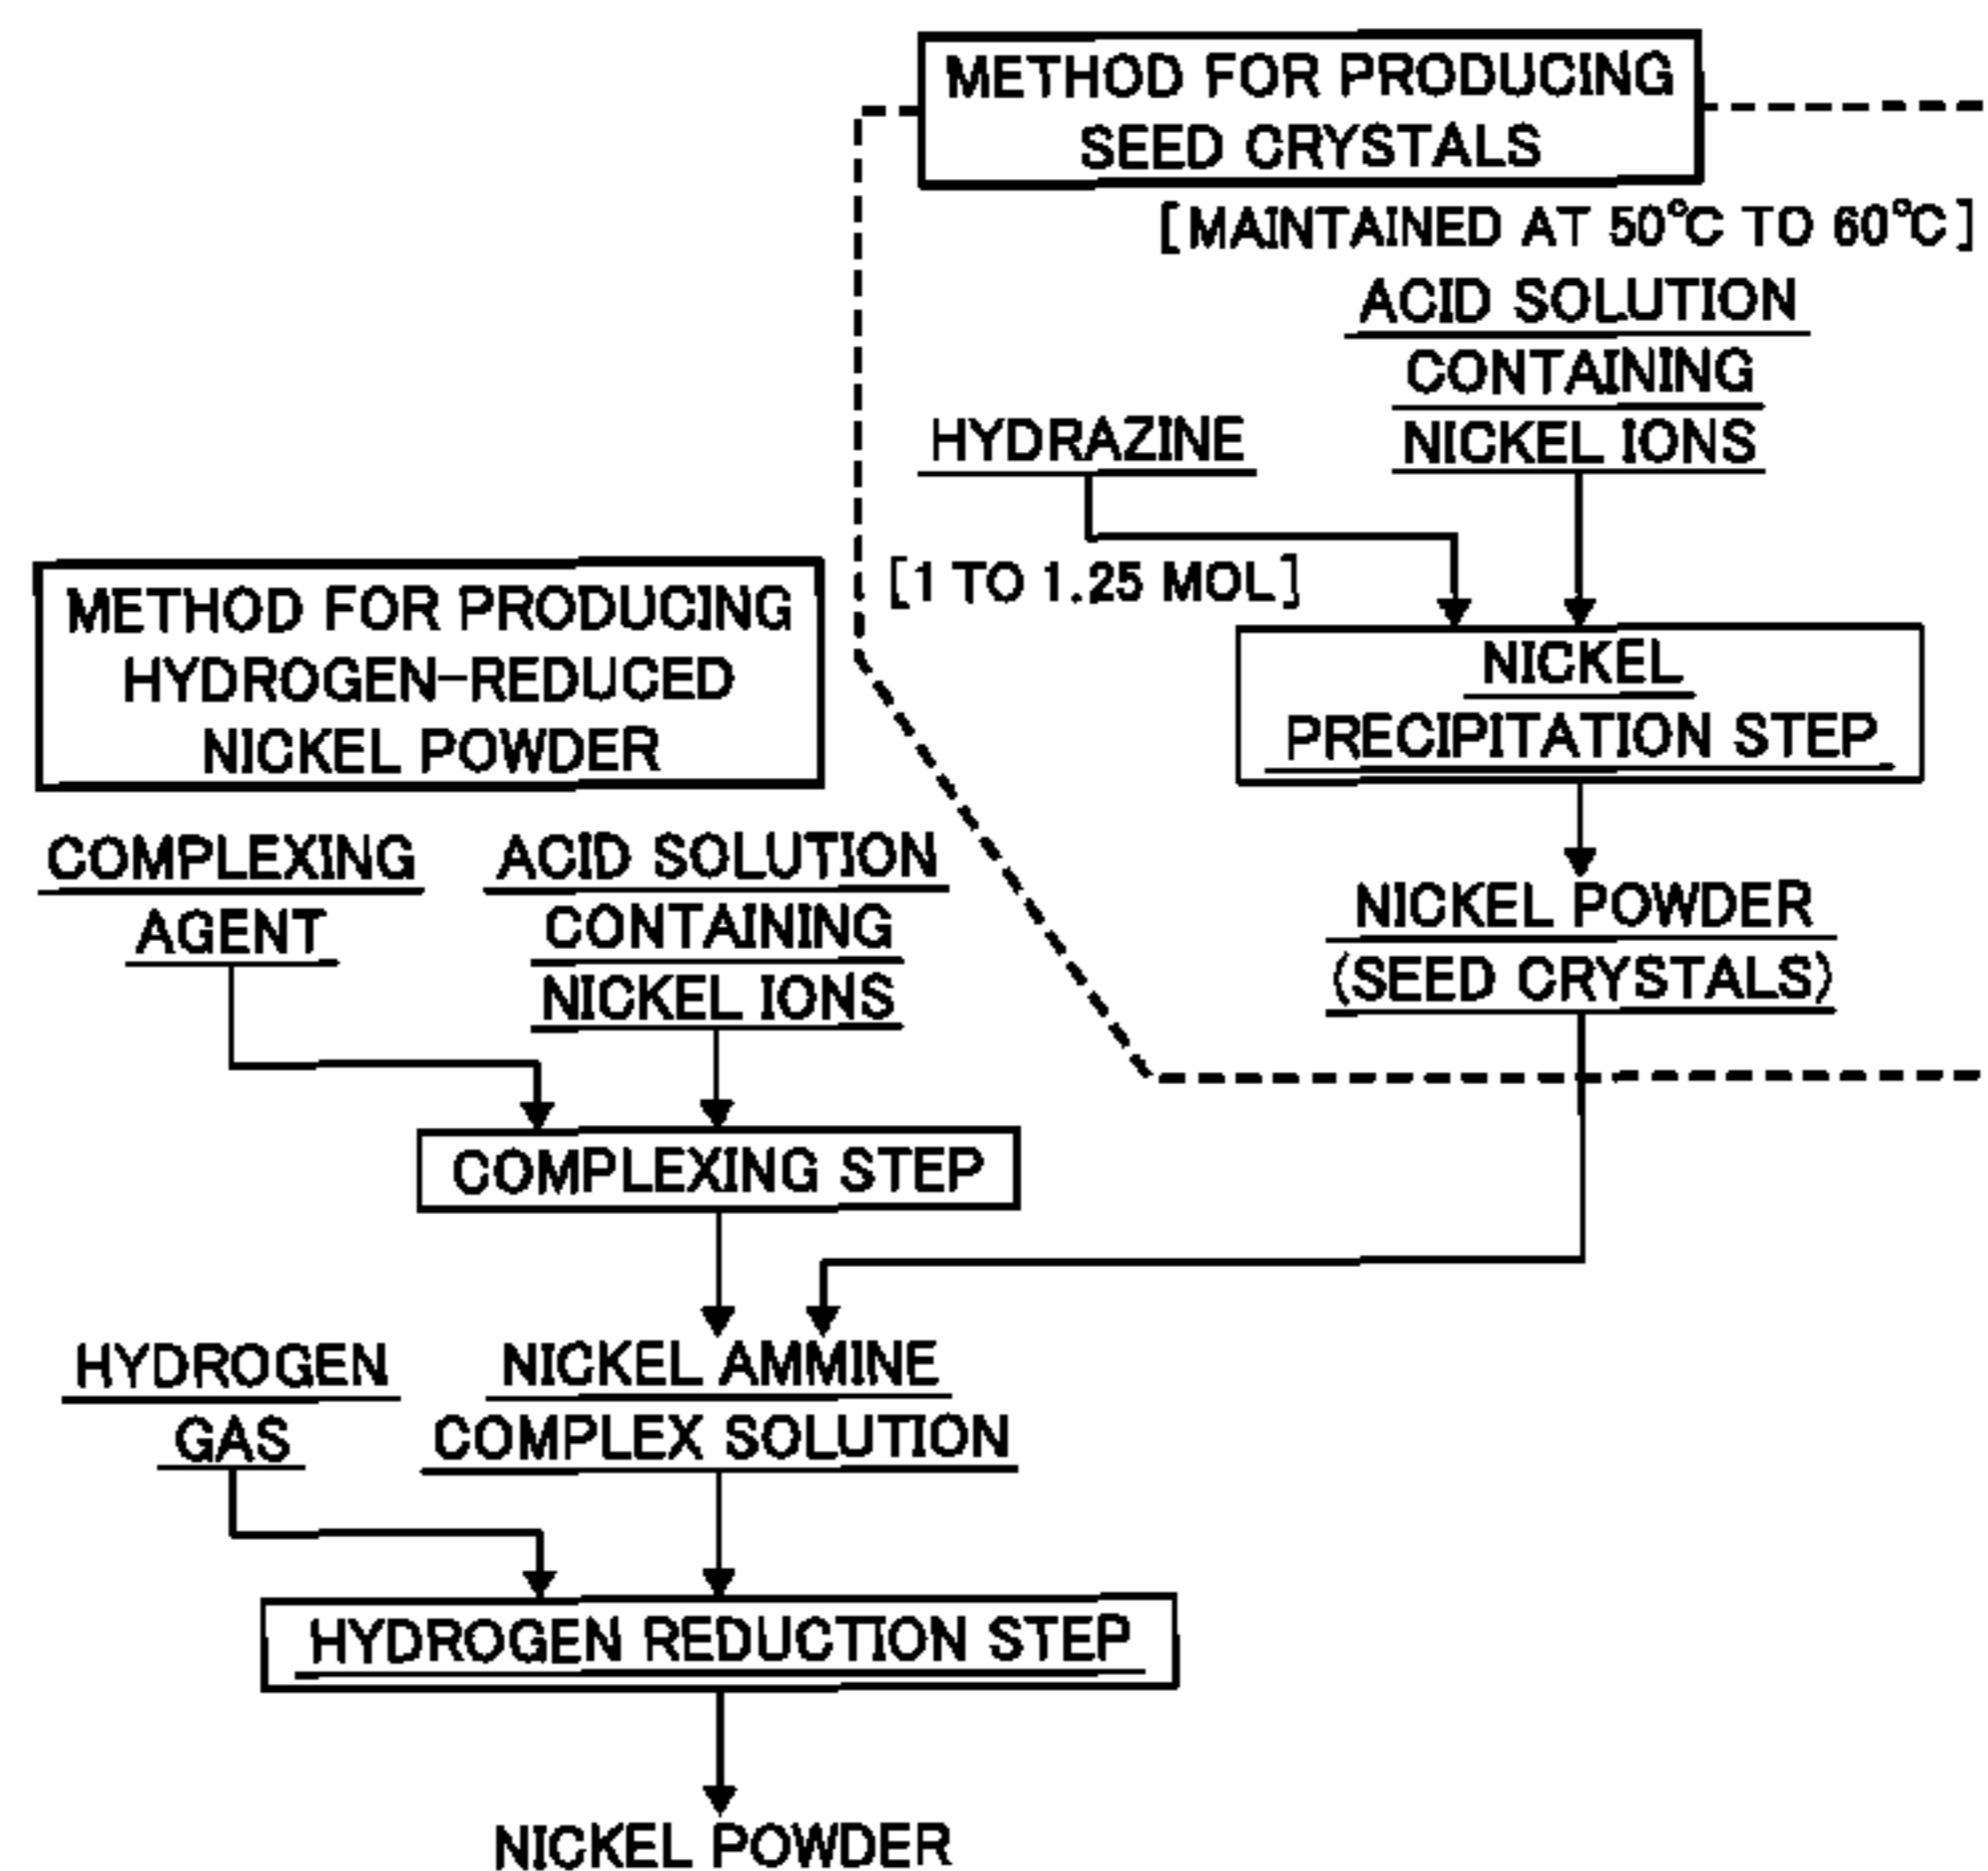 METHOD FOR PRODUCING
SEED CRYSTALS
[MAINTAINED AT 50℃ TO 60℃]
ACID SOLUTION
CONTAINING
NICKEL IONS
HYDRAZINE
[1 TO 1.25 MOL]
NICKEL
PRECIPITATION STEP
NICKEL POWDER
(SEED CRYSTALS)
METHOD FOR PRODUCING
HYDROGEN-REDUCED
NICKEL POWDER
COMPLEXING
AGENT
ACID SOLUTION
CONTAINING
NICKEL IONS
COMPLEXING STEP
HYDROGEN
GAS
NICKEL AMMINE
COMPLEX SOLUTION
HYDROGEN REDUCTION STEP
NICKEL POWDER